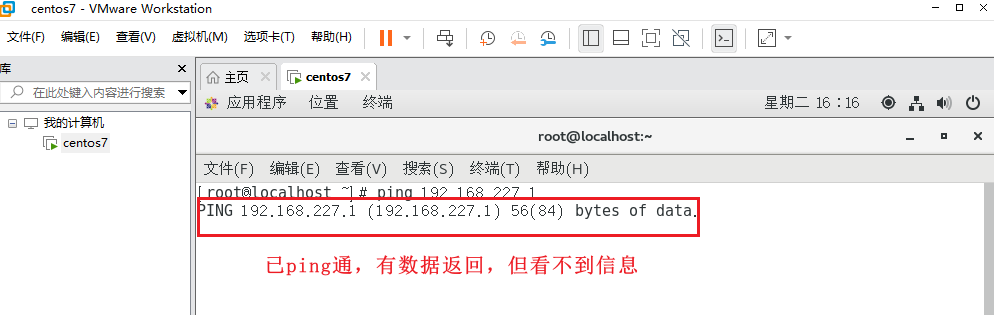 centos7 - VMware Workstation
文件(F) 编辑(E) 查看(V) 虚拟机(M) 选项卡(T) 帮助(H)
库
在此处键入内容进行搜索
我的计算机
centos7
主页 centos7
应用程序 位置 终端 星期二 16：16
root@localhost:~
文件(F) 编辑(E) 查看(V) 搜索(S) 终端(T) 帮助(H)
[root@localhost ~]# ping 192.168.227.1
PING 192.168.227.1 (192.168.227.1) 56(84) bytes of data.
已ping通，有数据返回，但看不到信息